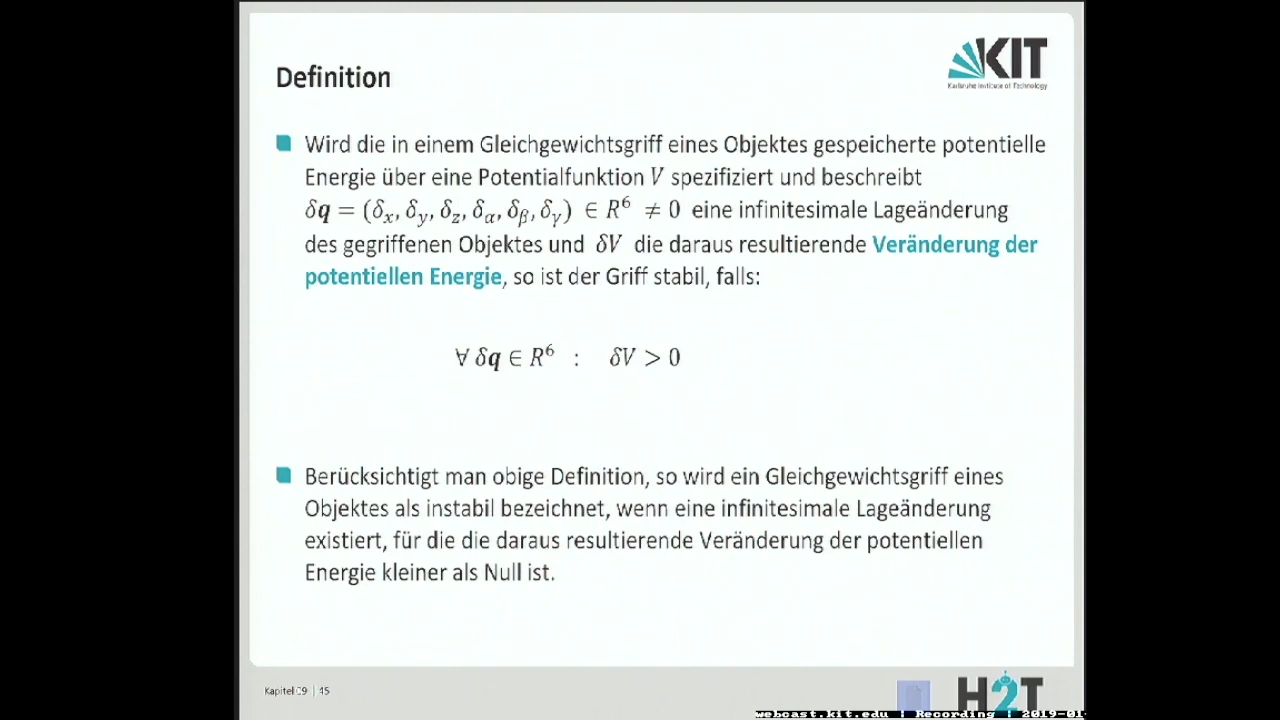 KIT
Karlsruhe Institute of Technology
Definition
Wird die in einem Gleichgewichtsgriff eines Objektes gespeicherte potentielle
Energie über eine Potentialfunktion V spezifiziert und beschreibt
δq = (δx, δy, δz, δα, δβ, δγ) ∈ R⁶ ≠ 0 eine infinitesimale Lageänderung
des gegriffenen Objektes und δV die daraus resultierende Veränderung der
potentiellen Energie, so ist der Griff stabil, falls:
∀ δq ∈ R⁶ : δV > 0
Berücksichtigt man obige Definition, so wird ein Gleichgewichtsgriff eines
Objektes als instabil bezeichnet, wenn eine infinitesimale Lageänderung
existiert, für die die daraus resultierende Veränderung der potentiellen
Energie kleiner als Null ist.
Kapitel 09 | 45
H2T
webcast.kit.edu | Recording | 2019-01-